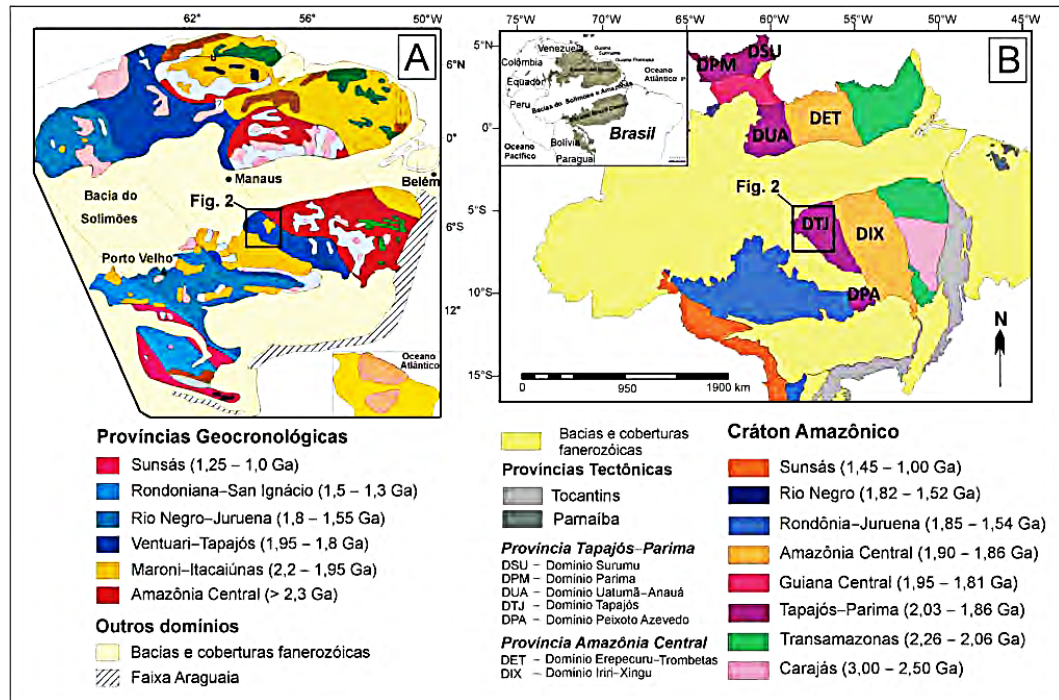 62° 56° 50°W
A
6°N
0°
6°S
12°
Manaus
Belém
Bacia do
Solimões
Fig. 2
Porto Velho
Oceano
Atlântico
Províncias Geocronológicas
Sunsás (1,25 – 1,0 Ga)
Rondoniana–San Ignácio (1,5 – 1,3 Ga)
Rio Negro–Juruena (1,8 – 1,55 Ga)
Ventuari–Tapajós (1,95 – 1,8 Ga)
Maroni–Itacaiúnas (2,2 – 1,95 Ga)
Amazônia Central (> 2,3 Ga)
Outros domínios
Bacias e coberturas fanerozóicas
Faixa Araguaia
75°W 70°W 65°W 60°W 55°W 50°W 45°W
B
5°N
0°
5°S
10°S
15°S
Venezuela
Colômbia
Equador
Peru
Bolívia
Paraguai
Brasil
Oceano
Atlântico
Oceano
Pacífico
Bacias do Solimões e Amazonas
DSU
DPM
DUA
DET
Fig. 2
DTJ
DIX
DPA
N
0 950 1900 km
Bacias e coberturas
fanerozóicas
Províncias Tectônicas
Tocantins
Parnaíba
Província Tapajós–Parima
DSU – Domínio Surumu
DPM – Domínio Parima
DUA – Domínio Uatumã–Anauá
DTJ – Domínio Tapajós
DPA – Domínio Peixoto Azevedo
Província Amazônia Central
DET – Domínio Erepecuru–Trombetas
DIX – Domínio Iriri–Xingu
Cráton Amazônico
Sunsás (1,45 – 1,00 Ga)
Rio Negro (1,82 – 1,52 Ga)
Rondônia–Juruena (1,85 – 1,54 Ga)
Amazônia Central (1,90 – 1,86 Ga)
Guiana Central (1,95 – 1,81 Ga)
Tapajós–Parima (2,03 – 1,86 Ga)
Transamazonas (2,26 – 2,06 Ga)
Carajás (3,00 – 2,50 Ga)